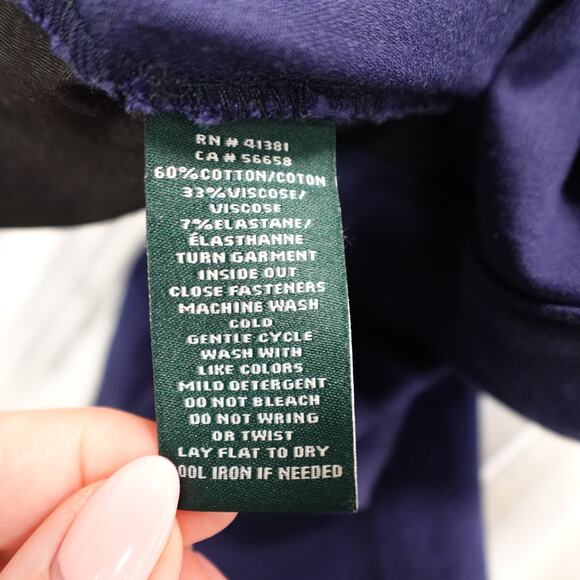 RN # 41381
CA # 56658
60%COTTON/COTON
33%VISCOSE/
VISCOSE
7%ELASTANE/
ÉLASTHANNE
TURN GARMENT
INSIDE OUT
CLOSE FASTENERS
MACHINE WASH
COLD
GENTLE CYCLE
WASH WITH
LIKE COLORS
MILD DETERGENT
DO NOT BLEACH
DO NOT WRING
OR TWIST
LAY FLAT TO DRY
OOL IRON IF NEEDED